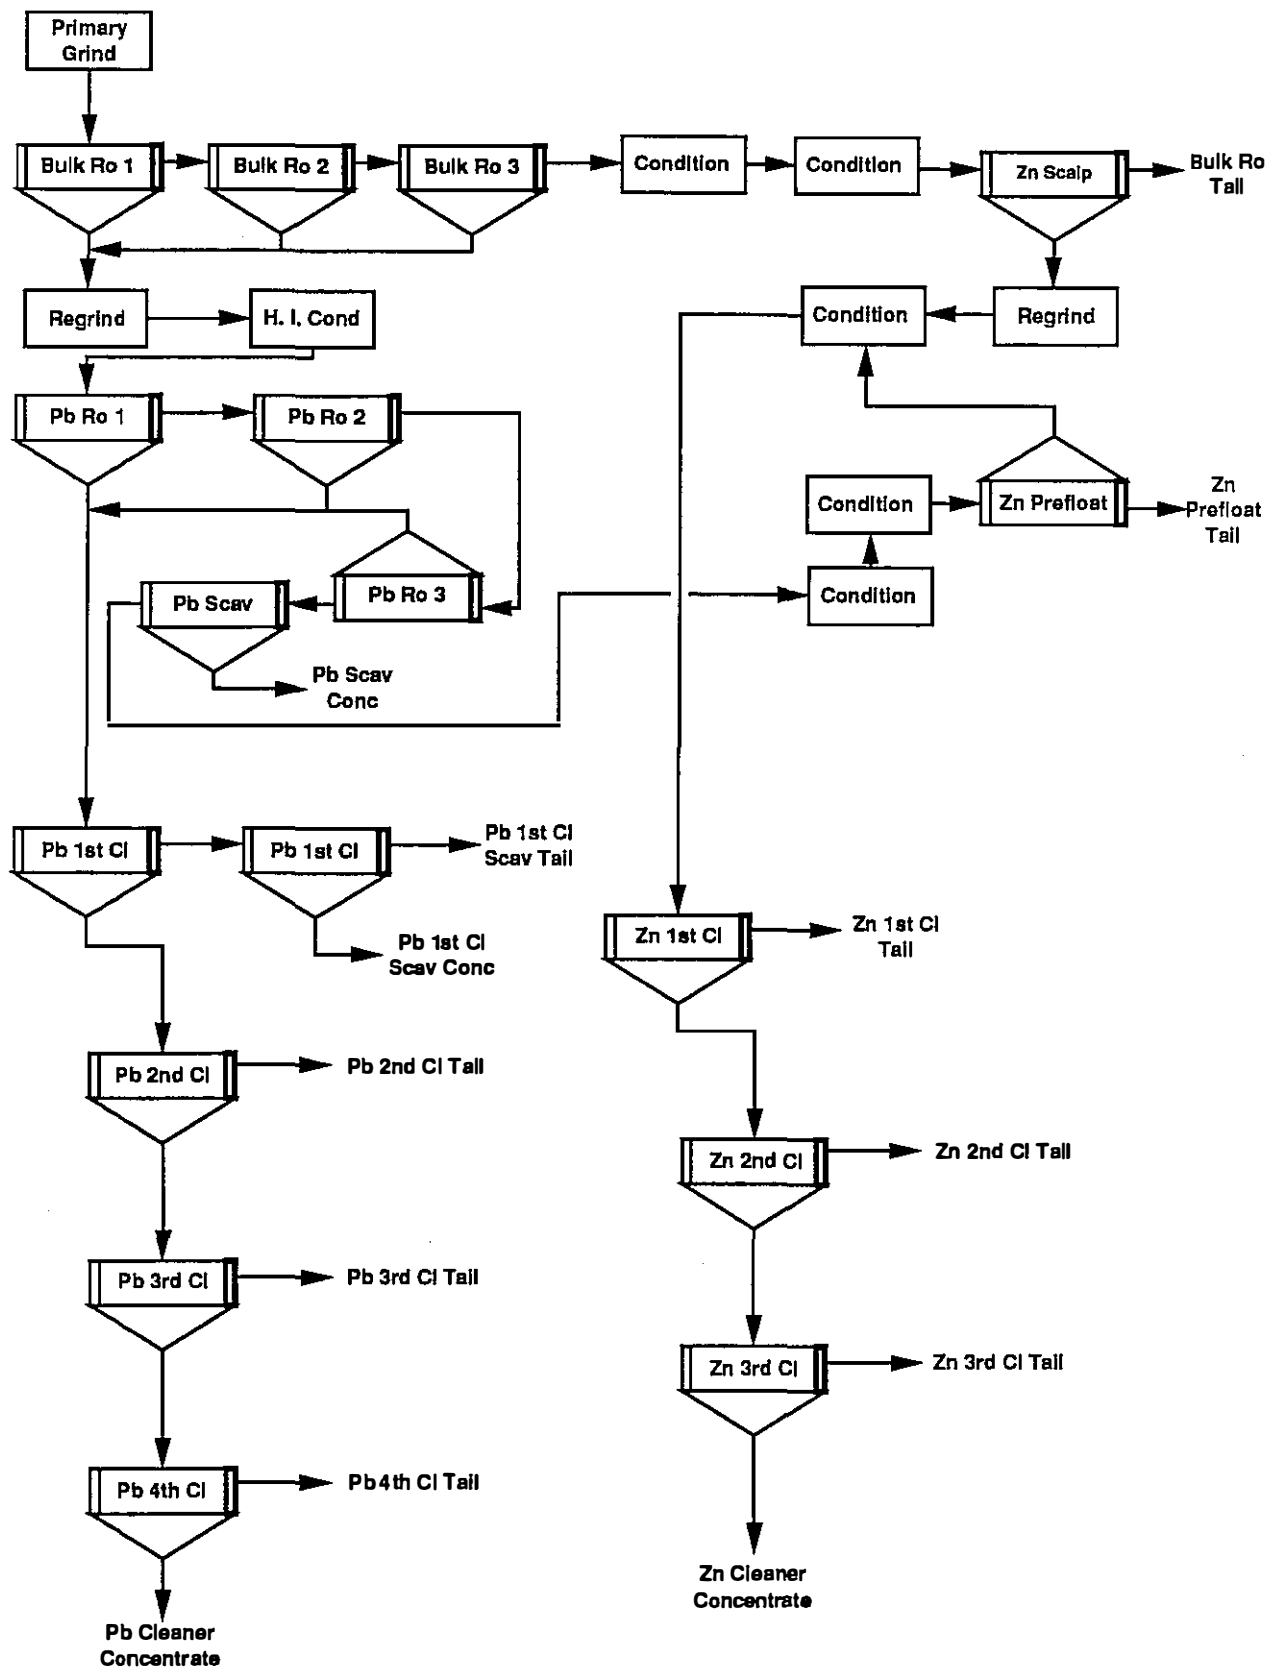 Primary
Grind
Bulk Ro 1
Bulk Ro 2
Bulk Ro 3
Condition
Condition
Zn Scalp
Bulk Ro
Tail
Regrind
H. I. Cond
Condition
Regrind
Pb Ro 1
Pb Ro 2
Condition
Zn Prefloat
Zn
Prefloat
Tail
Pb Scav
Pb Ro 3
Condition
Pb Scav
Conc
Pb 1st Cl
Pb 1st Cl
Pb 1st Cl
Scav Tail
Zn 1st Cl
Zn 1st Cl
Tail
Pb 1st Cl
Scav Conc
Pb 2nd Cl
Pb 2nd Cl Tail
Zn 2nd Cl
Zn 2nd Cl Tail
Pb 3rd Cl
Pb 3rd Cl Tail
Zn 3rd Cl
Zn 3rd Cl Tail
Pb 4th Cl
Pb 4th Cl Tail
Zn Cleaner
Concentrate
Pb Cleaner
Concentrate